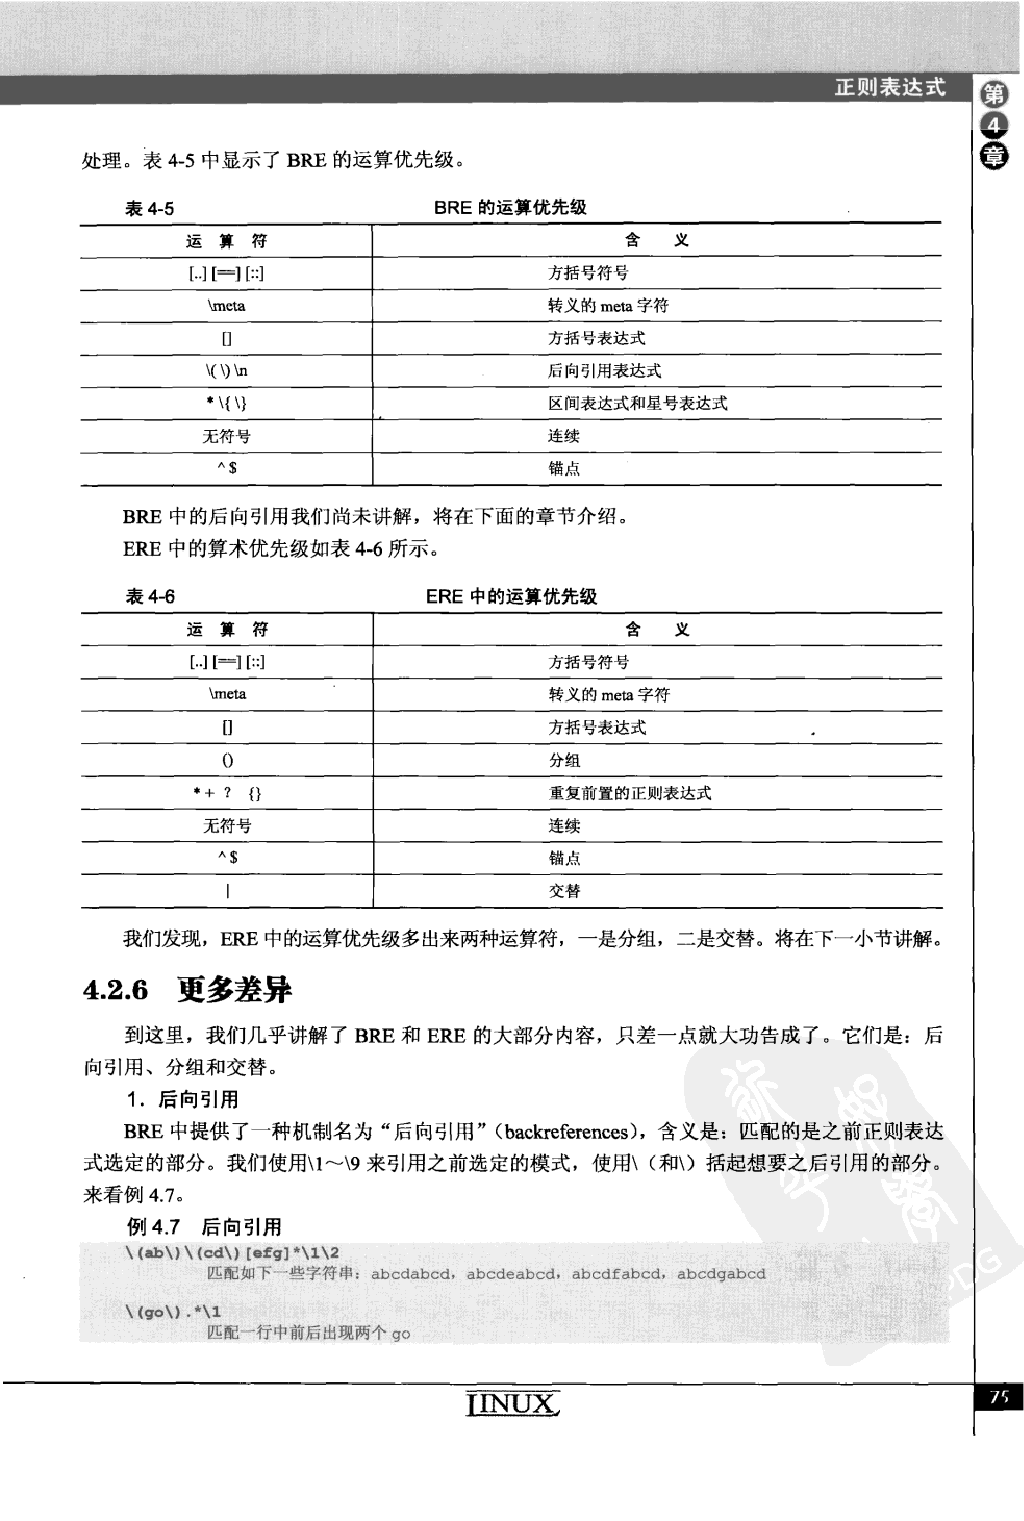 正则表达式
第4章
处理。表 4-5 中显示了 BRE 的运算优先级。
表 4-5 BRE 的运算优先级
运 算 符 含 义
[..] [==] [::] 方括号符号
\meta 转义的 meta 字符
[] 方括号表达式
\( \) \n 后向引用表达式
* \{ \} 区间表达式和星号表达式
无符号 连续
^ $ 锚点
BRE 中的后向引用我们尚未讲解，将在下面的章节介绍。
ERE 中的算术优先级如表 4-6 所示。
表 4-6 ERE 中的运算优先级
运 算 符 含 义
[..] [==] [::] 方括号符号
\meta 转义的 meta 字符
[] 方括号表达式
() 分组
* + ? {} 重复前置的正则表达式
无符号 连续
^ $ 锚点
| 交替
我们发现，ERE 中的运算优先级多出来两种运算符，一是分组，二是交替。将在下一小节讲解。
4.2.6 更多差异
到这里，我们几乎讲解了 BRE 和 ERE 的大部分内容，只差一点就大功告成了。它们是：后
向引用、分组和交替。
1．后向引用
BRE 中提供了一种机制名为“后向引用”（backreferences），含义是：匹配的是之前正则表达
式选定的部分。我们使用\1～\9 来引用之前选定的模式，使用\（和\）括起想要之后引用的部分。
来看例 4.7。
例 4.7 后向引用
\(ab\)\(cd\)[efg]*\1\2
匹配如下一些字符串：abcdabcd，abcdeabcd，abcdfabcd，abcdgabcd
\(go\).*\1
匹配一行中前后出现两个 go
LINUX
75